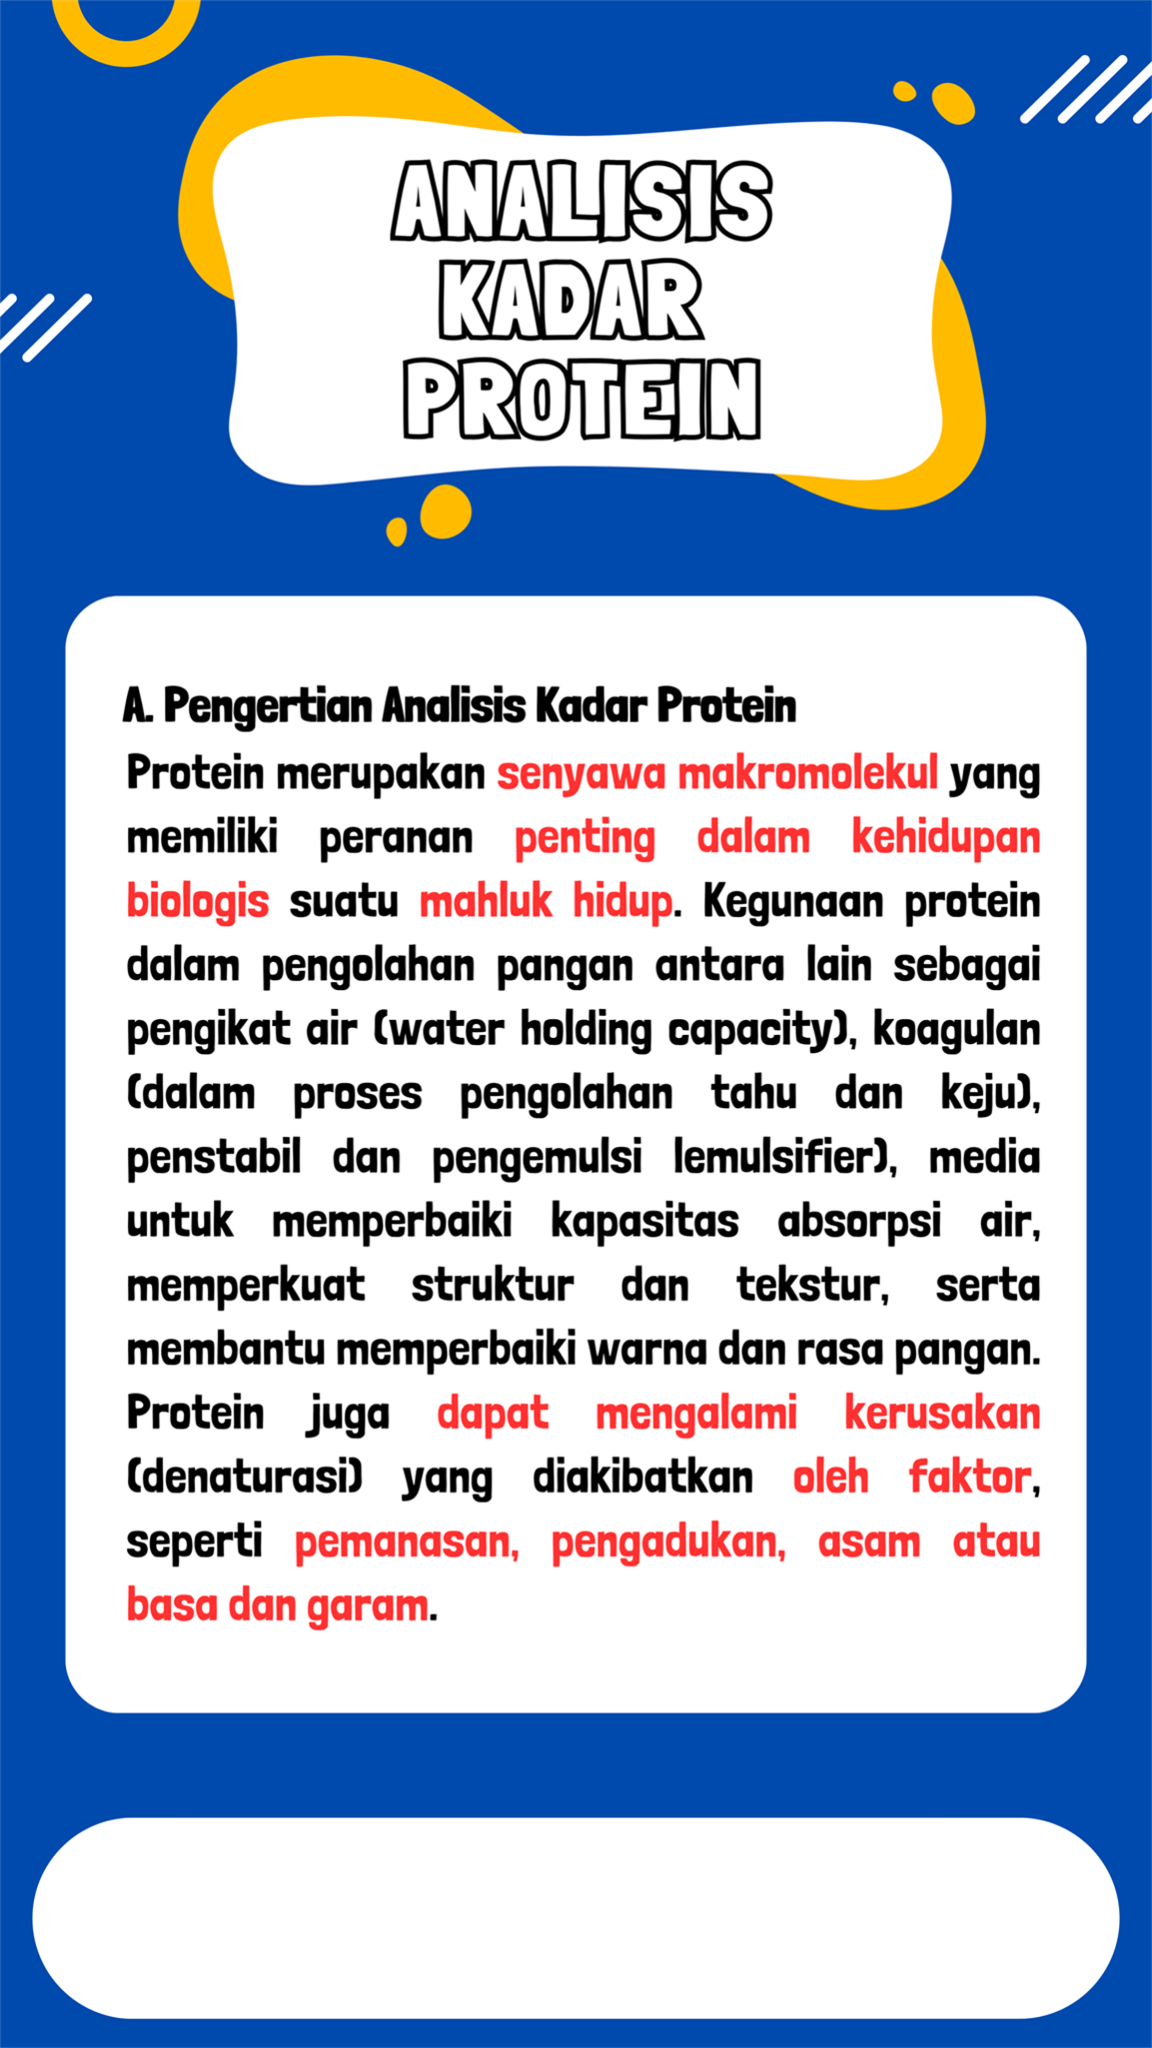 ANALISIS
KADAR
PROTEIN
A. Pengertian Analisis Kadar Protein
Protein merupakan senyawa makromolekul yang
memiliki peranan penting dalam kehidupan
biologis suatu mahluk hidup. Kegunaan protein
dalam pengolahan pangan antara lain sebagai
pengikat air (water holding capacity), koagulan
(dalam proses pengolahan tahu dan keju),
penstabil dan pengemulsi lemulsifier), media
untuk memperbaiki kapasitas absorpsi air,
memperkuat struktur dan tekstur, serta
membantu memperbaiki warna dan rasa pangan.
Protein juga dapat mengalami kerusakan
(denaturasi) yang diakibatkan oleh faktor,
seperti pemanasan, pengadukan, asam atau
basa dan garam.